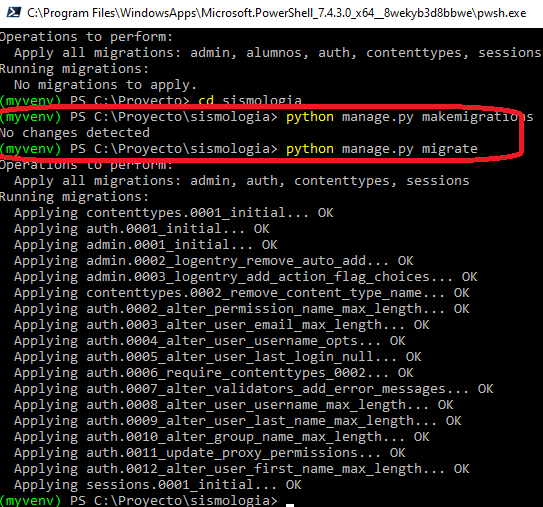 C:\Program Files\WindowsApps\Microsoft.PowerShell_7.4.3.0_x64__8wekyb3d8bbwe\pwsh.exe
Operations to perform:
  Apply all migrations: admin, alumnos, auth, contenttypes, sessions
Running migrations:
  No migrations to apply.
(myvenv) PS C:\Proyecto> cd sismologia
(myvenv) PS C:\Proyecto\sismologia> python manage.py makemigrations
No changes detected
(myvenv) PS C:\Proyecto\sismologia> python manage.py migrate
Operations to perform:
  Apply all migrations: admin, auth, contenttypes, sessions
Running migrations:
  Applying contenttypes.0001_initial... OK
  Applying auth.0001_initial... OK
  Applying admin.0001_initial... OK
  Applying admin.0002_logentry_remove_auto_add... OK
  Applying admin.0003_logentry_add_action_flag_choices... OK
  Applying contenttypes.0002_remove_content_type_name... OK
  Applying auth.0002_alter_permission_name_max_length... OK
  Applying auth.0003_alter_user_email_max_length... OK
  Applying auth.0004_alter_user_username_opts... OK
  Applying auth.0005_alter_user_last_login_null... OK
  Applying auth.0006_require_contenttypes_0002... OK
  Applying auth.0007_alter_validators_add_error_messages... OK
  Applying auth.0008_alter_user_username_max_length... OK
  Applying auth.0009_alter_user_last_name_max_length... OK
  Applying auth.0010_alter_group_name_max_length... OK
  Applying auth.0011_update_proxy_permissions... OK
  Applying auth.0012_alter_user_first_name_max_length... OK
  Applying sessions.0001_initial... OK
(myvenv) PS C:\Proyecto\sismologia>